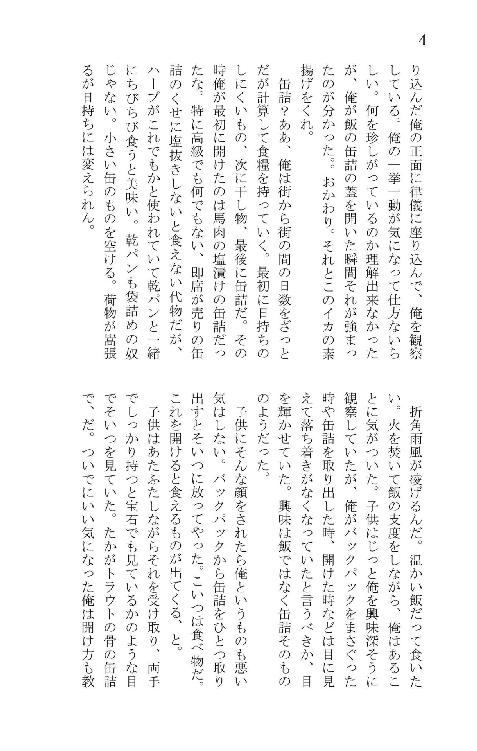 4
り込んだ俺の正面に律儀に座り込んで、俺を観察
している。俺の一挙一動が気になって仕方ないら
しい。何を珍しがっているのか理解出来なかった
が、俺が飯の缶詰の蓋を開いた瞬間それが強まっ
たのが分かった。おかわり。それとこのイカの素
揚げをくれ。
缶詰？ああ、俺は街から街の間の日数をざっと
だが計算して食糧を持っていく。最初に日持ちの
しにくいもの、次に干し物、最後に缶詰だ。その
時俺が最初に開けたのは馬肉の塩漬けの缶詰だっ
たな。特に高級でも何でもない、即席が売りの缶
詰のくせに塩抜きしないと食えない代物だが、
ハーブがこれでもかと使われていて乾パンと一緒
にちびちび食うと美味い。乾パンも袋詰めの奴
じゃない。小さい缶のものを空ける。荷物が嵩張
るが日持ちには変えられん。
折角雨風が凌げるんだ。温かい飯だって食いた
い。火を焚いて飯の支度をしながら、俺はあるこ
とに気がついた。子供はじっと俺を興味深そうに
観察していたが、俺がバックパックをまさぐった
時や缶詰を取り出した時、開けた時などは目に見
えて落ち着きがなくなっていたと言うべきか、目
を輝かせていた。興味は飯ではなく缶詰そのもの
のようだった。
子供にそんな顔をされたら俺というものも悪い
気はしない。バックパックから缶詰をひとつ取り
出すとそいつに放ってやった。こいつは食べ物だ。
これを開けると食えるものが出てくる、と。
子供はあたふたしながらそれを受け取り、両手
でしっかり持つと宝石でも見ているかのような目
でそいつを見ていた。たかがトラウトの骨の缶詰
で、だ。ついでにいい気になった俺は開け方も教